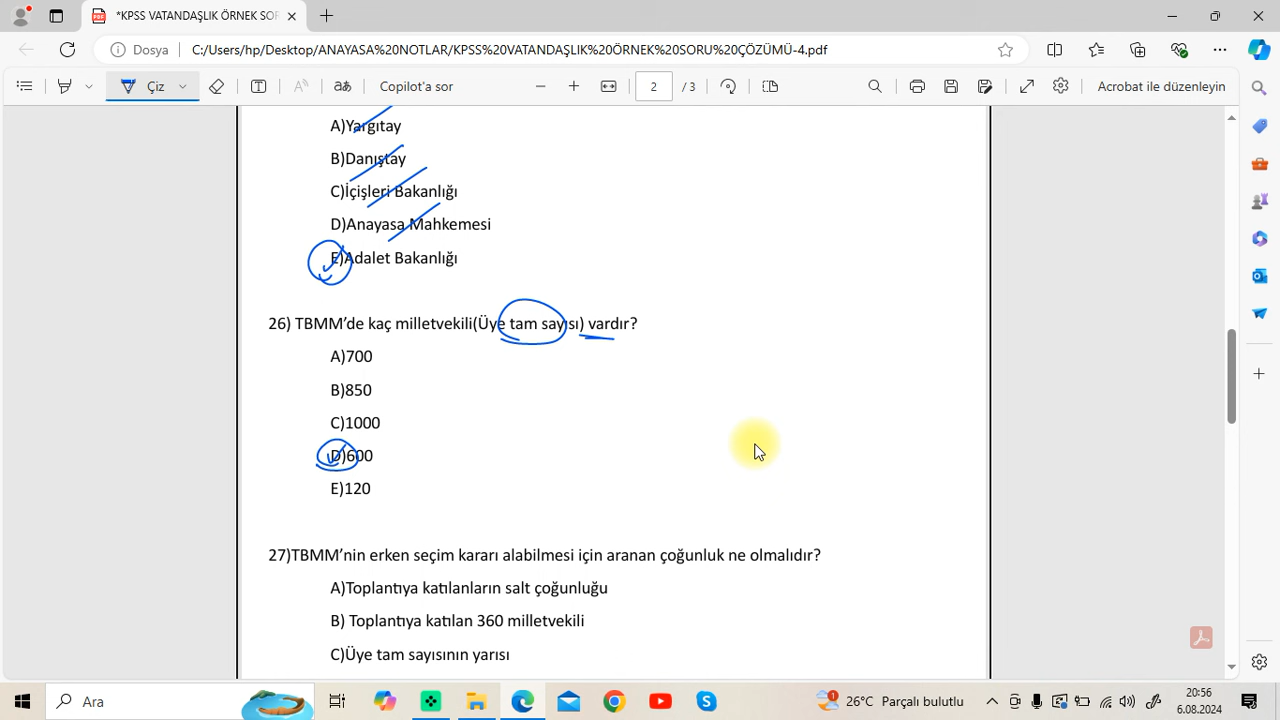 *KPSS VATANDAŞLIK ÖRNEK SOR
Dosya
C:/Users/hp/Desktop/ANAYASA%20NOTLAR/KPSS%20VATANDAŞLIK%20ÖRNEK%20SORU%20ÇÖZÜMÜ-4.pdf
Çiz
Copilot'a sor
2 / 3
Acrobat ile düzenleyin
A)Yargıtay
B)Danıştay
C)İçişleri Bakanlığı
D)Anayasa Mahkemesi
E)Adalet Bakanlığı
26) TBMM’de kaç milletvekili(Üye tam sayısı) vardır?
A)700
B)850
C)1000
D)600
E)120
27)TBMM’nin erken seçim kararı alabilmesi için aranan çoğunluk ne olmalıdır?
A)Toplantıya katılanların salt çoğunluğu
B) Toplantıya katılan 360 milletvekili
C)Üye tam sayısının yarısı
Ara
26°C Parçalı bulutlu
20:56
6.08.2024